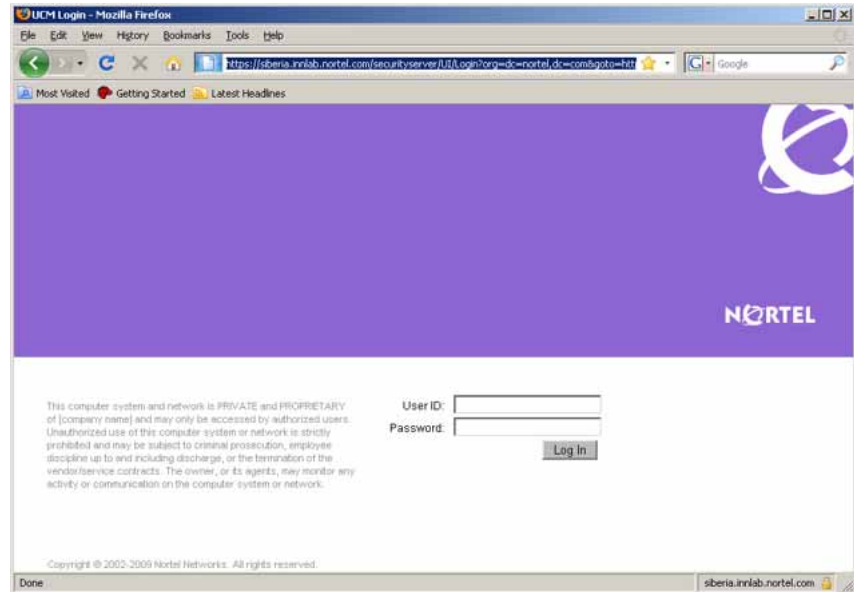 UCM Login - Mozilla Firefox
File Edit View History Bookmarks Tools Help
https://siberia.innlab.nortel.com/securityserver/UI/Login?org=dc=nortel,dc=com&goto=htt
Google
Most Visited Getting Started Latest Headlines
NORTEL
This computer system and network is PRIVATE and PROPRIETARY
of [company name] and may only be accessed by authorized users.
Unauthorized use of this computer system or network is strictly
prohibited and may be subject to criminal prosecution, employee
discipline up to and including discharge, or the termination of the
vendor/service contracts. The owner, or its agents, may monitor any
activity or communication on the computer system or network.
User ID:
Password:
Log In
Copyright © 2002-2009 Nortel Networks. All rights reserved.
Done
siberia.innlab.nortel.com